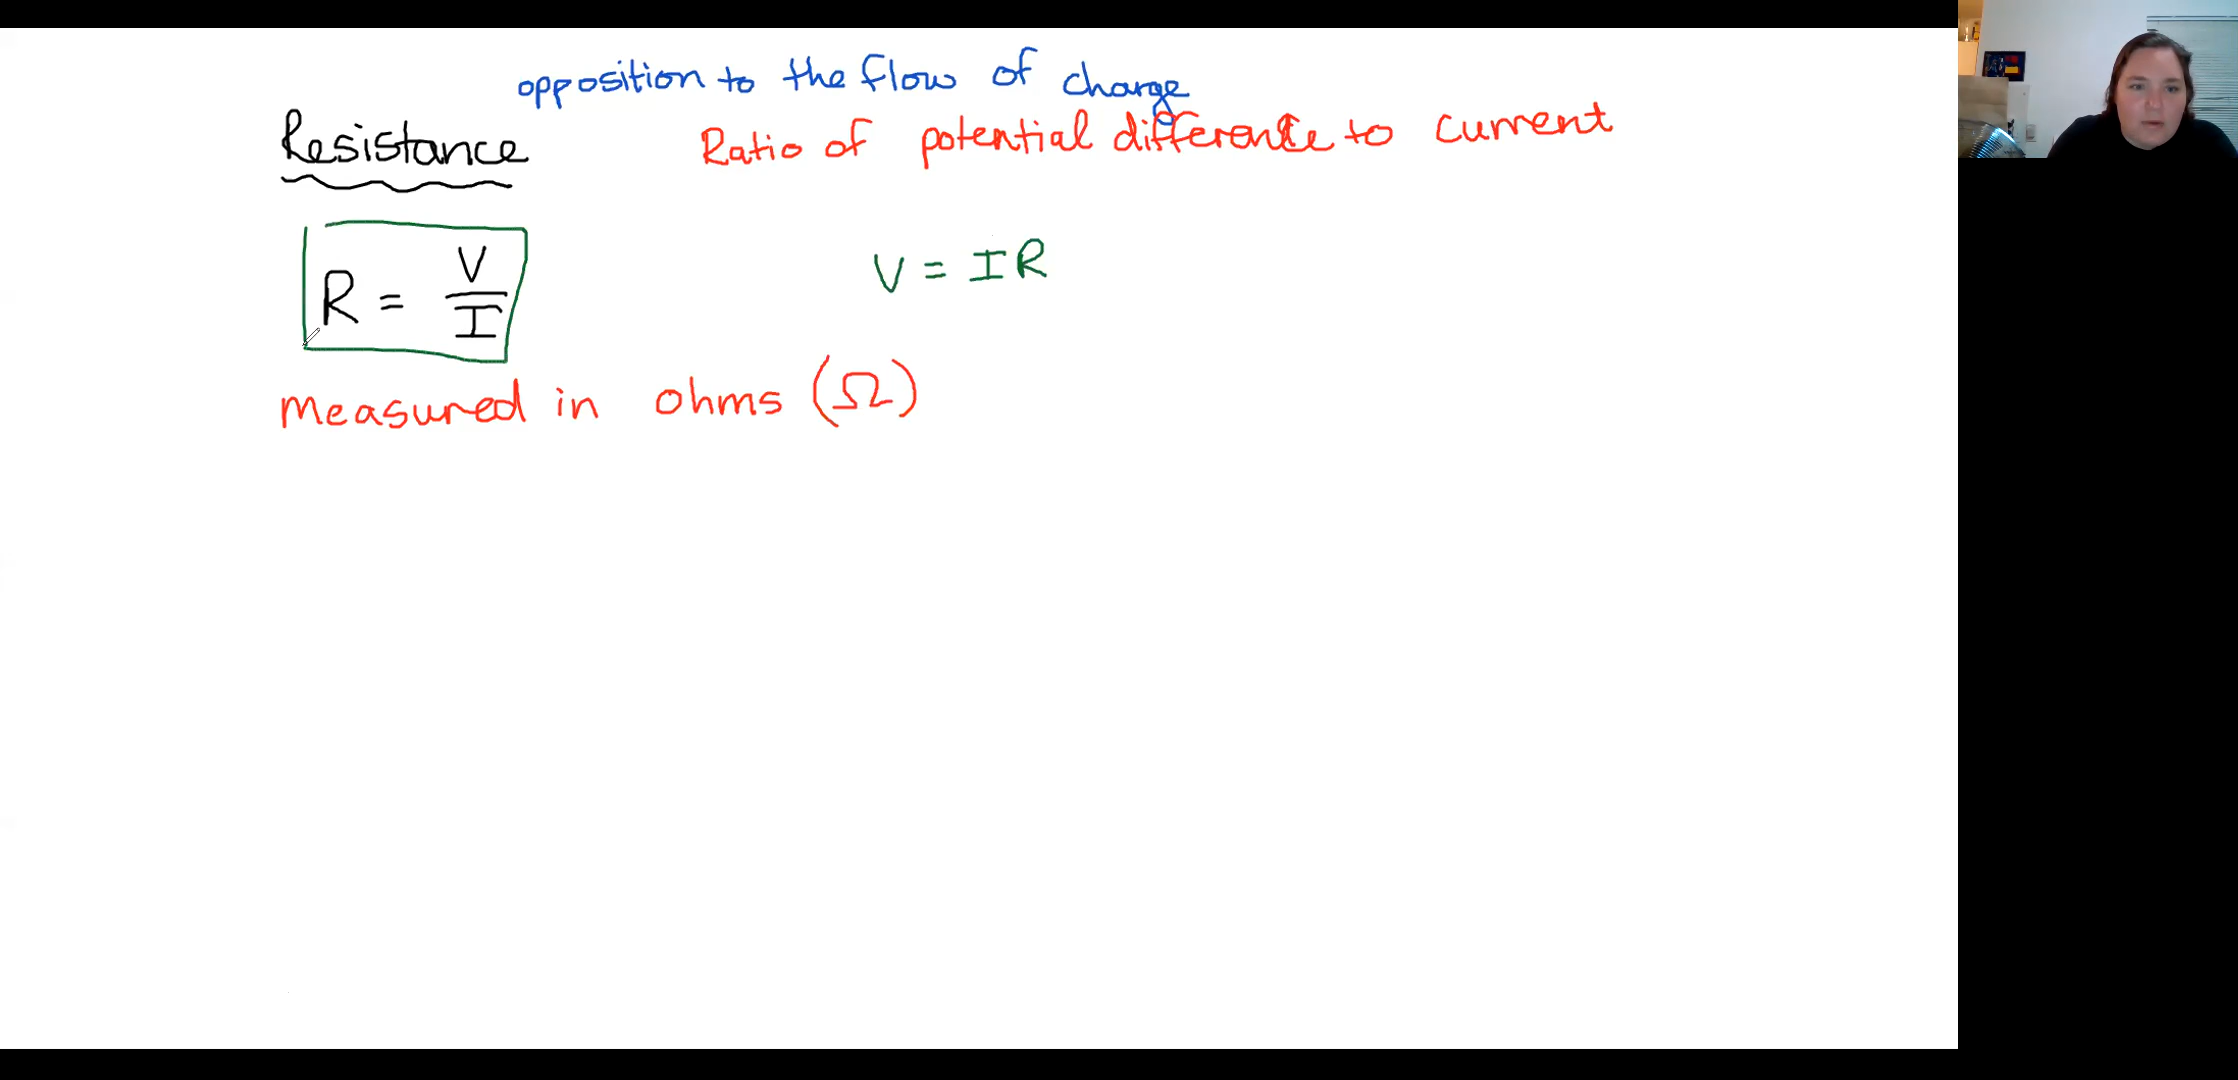 opposition to the flow of charge
Resistance
Ratio of potential difference to current
R = V/I
V = IR
measured in ohms (Ω)